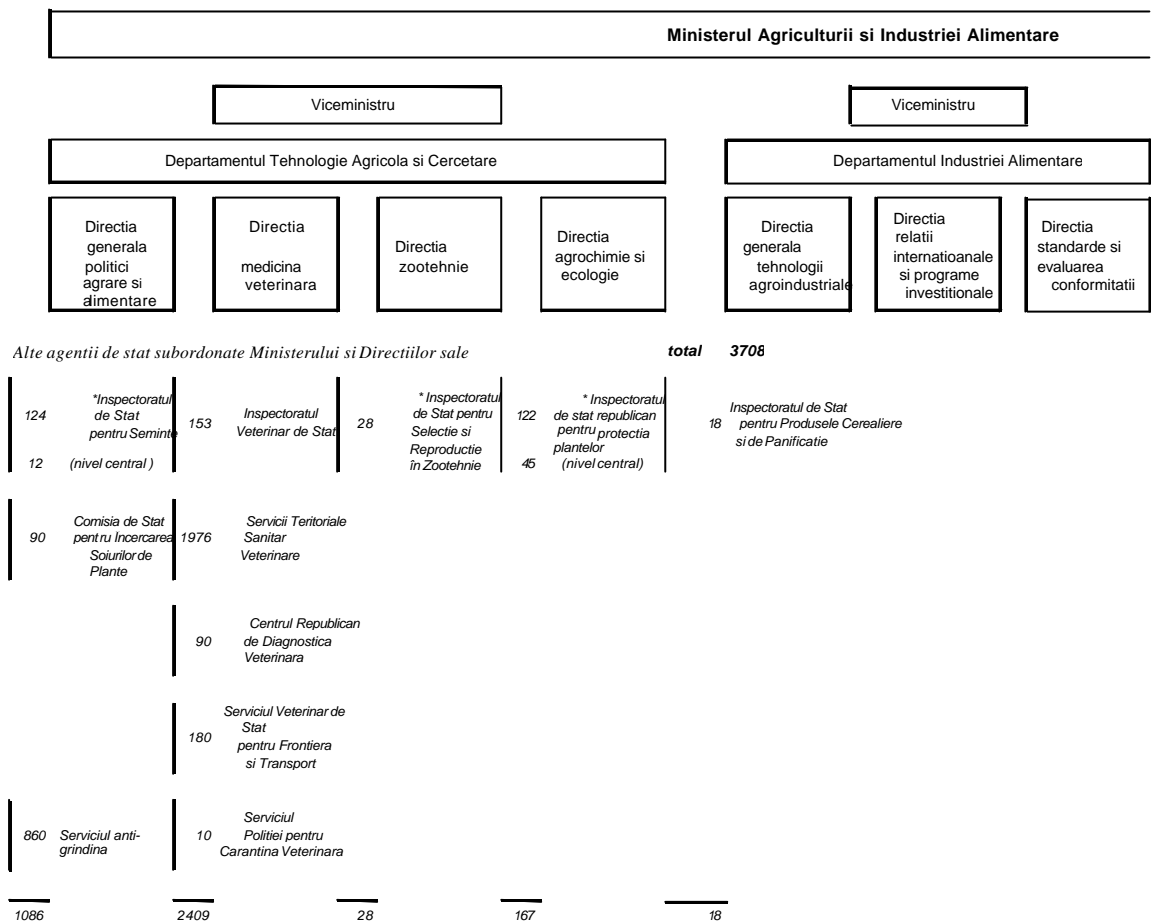 Ministerul Agriculturii si Industriei Alimentare
Viceministru
Viceministru
Departamentul Tehnologie Agricola si Cercetare
Departamentul Industriei Alimentare
Directia
generala
politici
agrare si
alimentare
Directia
medicina
veterinara
Directia
zootehnie
Directia
agrochimie si
ecologie
Directia
generala
tehnologii
agroindustriale
Directia
relatii
internatioanale
si programe
investitionale
Directia
standarde si
evaluarea
conformitatii
Alte agentii de stat subordonate Ministerului si Directiilor sale
total 3708
124
*Inspectoratul
de Stat
pentru Seminte
12 (nivel central )
153
Inspectoratul
Veterinar de Stat
28
* Inspectoratul
de Stat pentru
Selectie si
Reproductie
în Zootehnie
122
* Inspectoratul
de stat republican
pentru protectia
plantelor
45 (nivel central)
18
Inspectoratul de Stat
pentru Produsele Cerealiere
si de Panificatie
90
Comisia de Stat
pentru Incercarea
Soiurilor de
Plante
1976
Servicii Teritoriale
Sanitar
Veterinare
90
Centrul Republican
de Diagnostica
Veterinara
180
Serviciul Veterinar de
Stat
pentru Frontiera
si Transport
860 Serviciul anti-
grindina
10
Serviciul
Politiei pentru
Carantina Veterinara
1086 2409 28 167 18